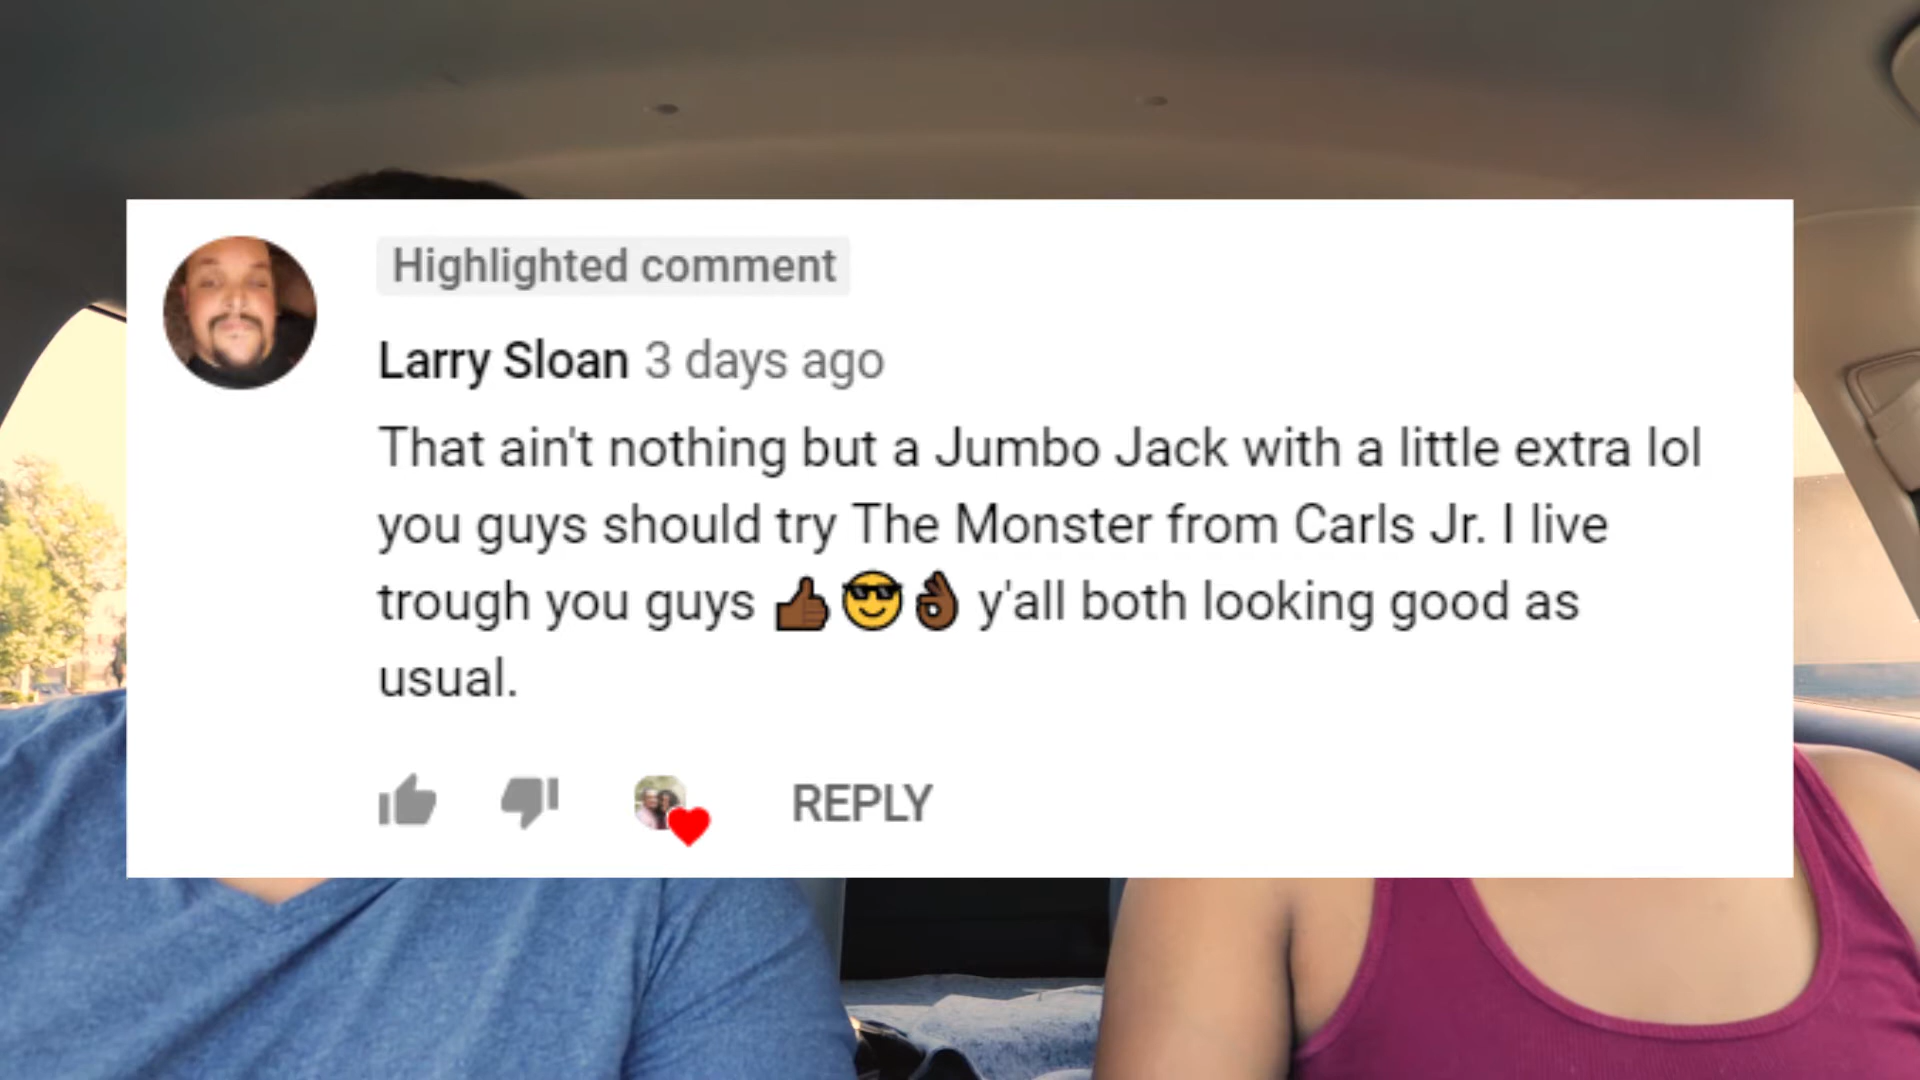 Highlighted comment
Larry Sloan 3 days ago
That ain't nothing but a Jumbo Jack with a little extra lol
you guys should try The Monster from Carls Jr. I live
trough you guys 👍🏾😎👌🏾 y'all both looking good as
usual.
REPLY